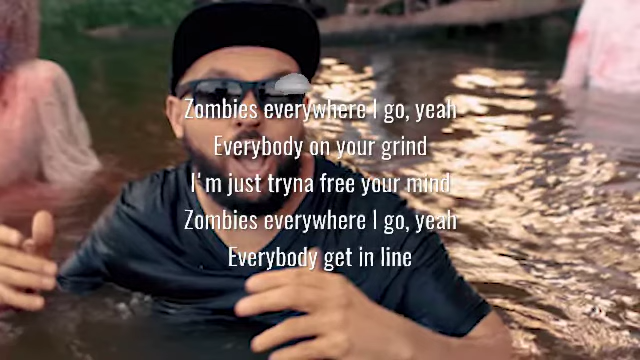 Zombies everywhere I go, yeah
Everybody on your grind
I'm just tryna free your mind
Zombies everywhere I go, yeah
Everybody get in line